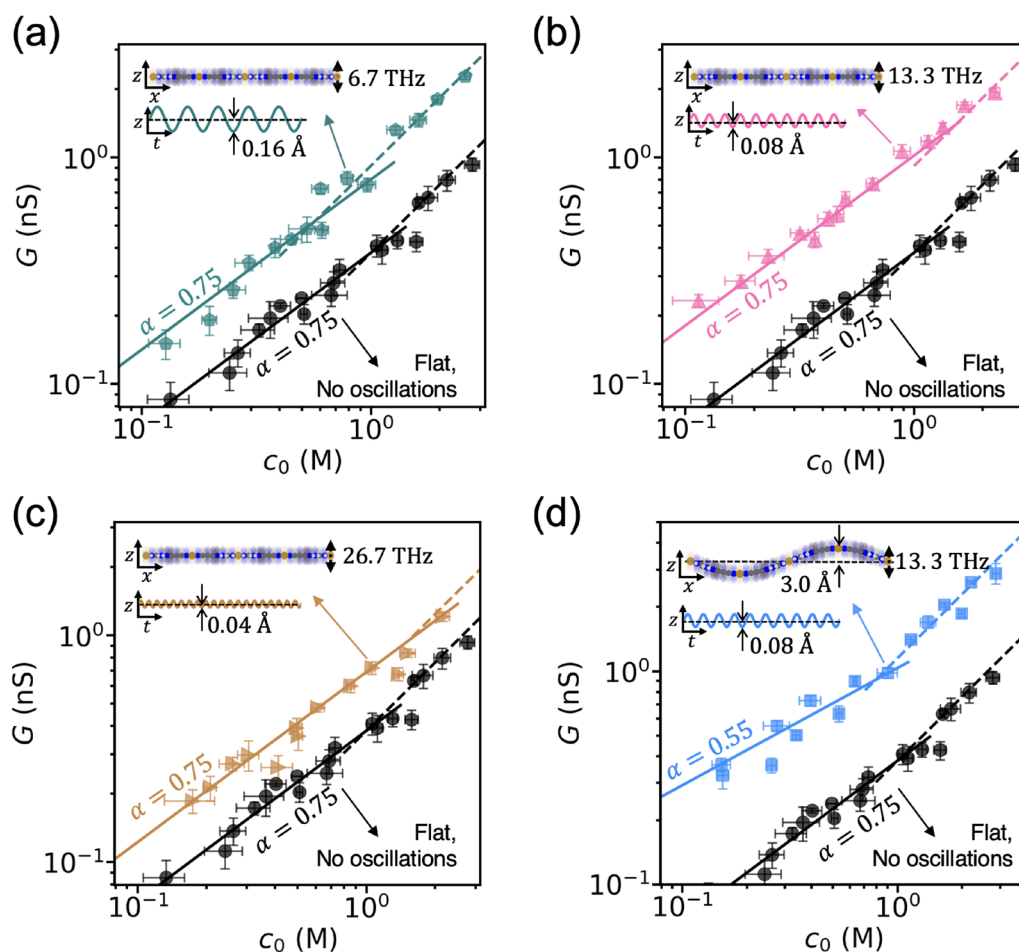 (a)
z
x
6.7 THz
z
t
0.16 Å
10⁰
G (nS)
α = 0.75
α = 0.75
Flat,
No oscillations
10⁻¹
10⁻¹
10⁰
c₀ (M)
(b)
z
x
13.3 THz
z
t
0.08 Å
10⁰
G (nS)
α = 0.75
α = 0.75
Flat,
No oscillations
10⁻¹
10⁻¹
10⁰
c₀ (M)
(c)
z
x
26.7 THz
z
t
0.04 Å
10⁰
G (nS)
α = 0.75
α = 0.75
Flat,
No oscillations
10⁻¹
10⁻¹
10⁰
c₀ (M)
(d)
z
x
13.3 THz
3.0 Å
z
t
0.08 Å
10⁰
G (nS)
α = 0.55
α = 0.75
Flat,
No oscillations
10⁻¹
10⁻¹
10⁰
c₀ (M)